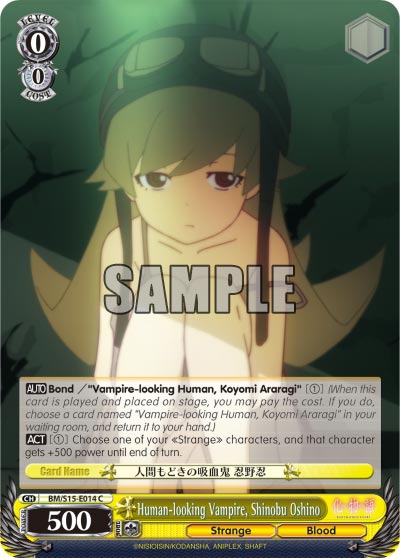 LEVEL
0
0
COST
SAMPLE
AUTO Bond ／"Vampire-looking Human, Koyomi Araragi" [①] (When this
card is played and placed on stage, you may pay the cost. If you do,
choose a card named "Vampire-looking Human, Koyomi Araragi" in your
waiting room, and return it to your hand.)
ACT [①] Choose one of your «Strange» characters, and that character
gets +500 power until end of turn.
Card Name
人間もどきの吸血鬼 忍野忍
CH BM/S15-E014 C
Human-looking Vampire, Shinobu Oshino
化物語
POWER
500
Strange
Blood
©NISIOISIN/KODANSHA, ANIPLEX, SHAFT